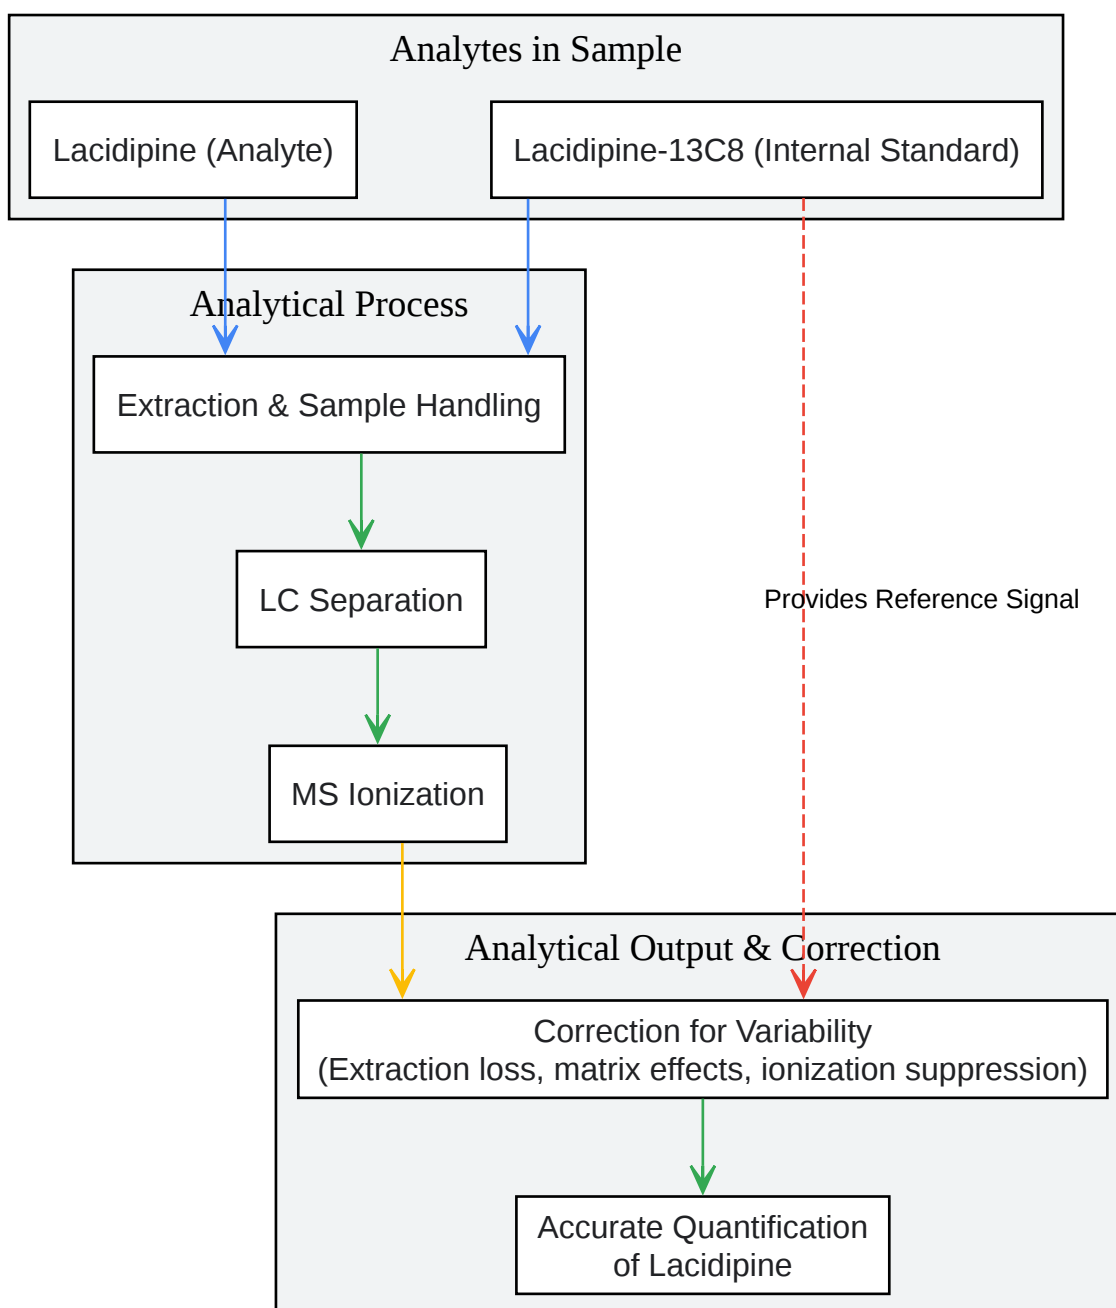 Analytes in Sample
Lacidipine (Analyte)
Lacidipine-13C8 (Internal Standard)
Analytical Process
Extraction & Sample Handling
LC Separation
Provides Reference Signal
MS Ionization
Analytical Output & Correction
Correction for Variability
(Extraction loss, matrix effects, ionization suppression)
Accurate Quantification
of Lacidipine